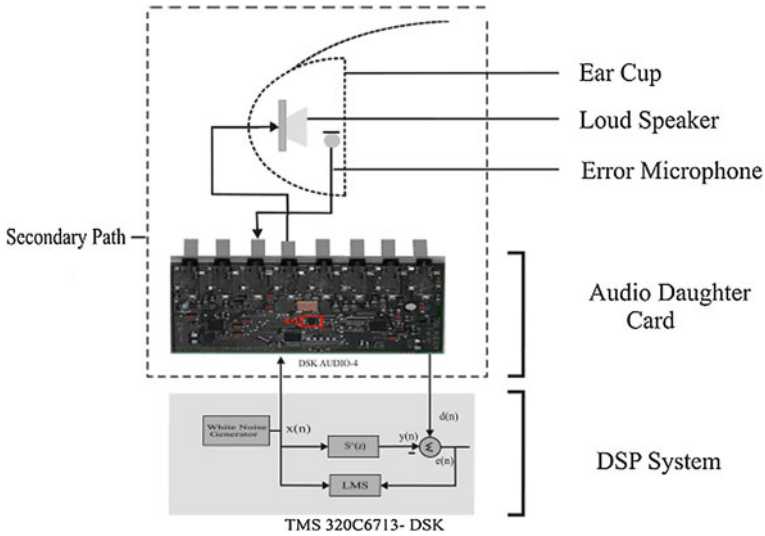 Ear Cup
Loud Speaker
Error Microphone
Secondary Path
Audio Daughter
Card
DSK AUDIO-4
White Noise
Generator
x(n)
S'(z)
y(n)
d(n)
Σ
e(n)
LMS
DSP System
TMS 320C6713- DSK